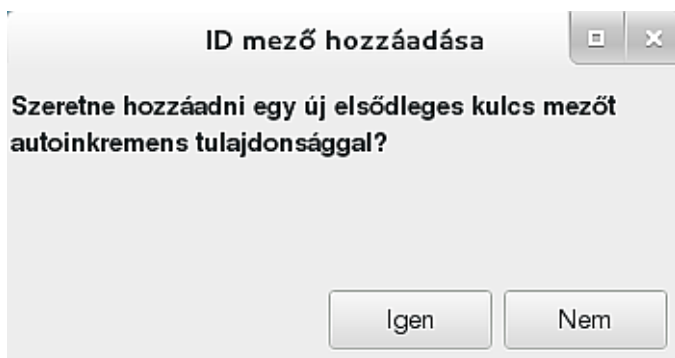 ID mező hozzáadása
Szeretne hozzáadni egy új elsődleges kulcs mezőt
autoinkremens tulajdonsággal?
Igen
Nem